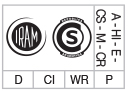 IRAM
S
A - HI - E -
CS - M - CR
D CI WR P